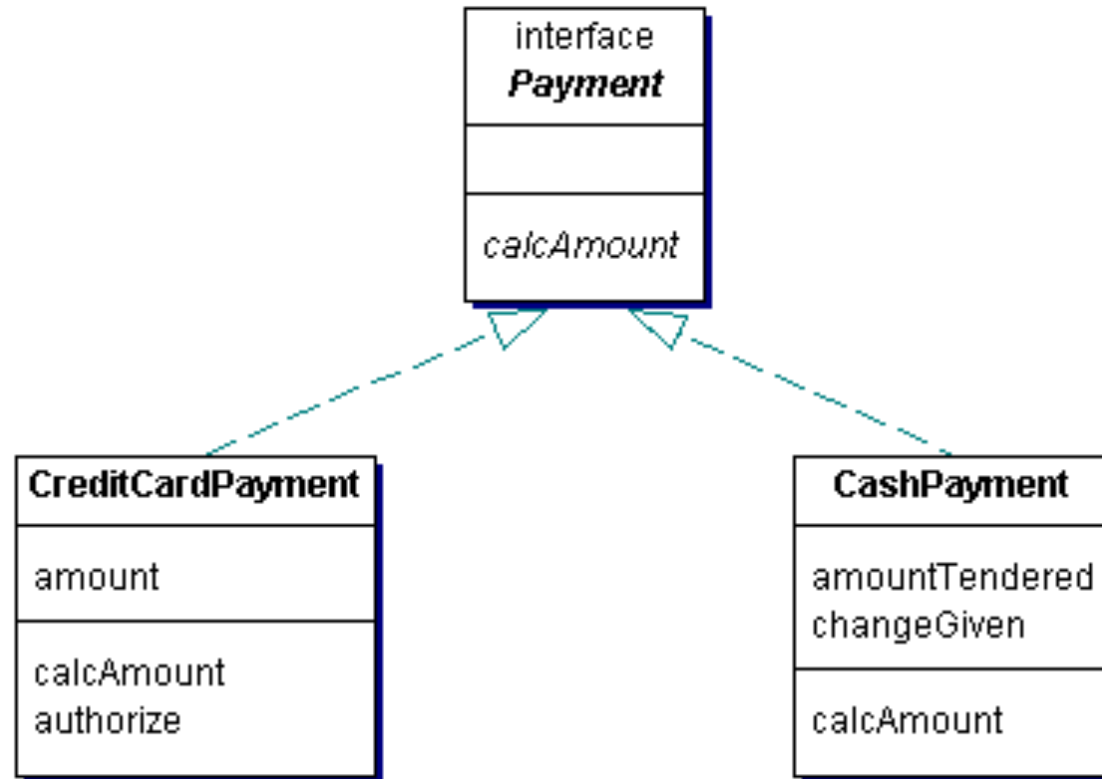 interface
Payment
calcAmount
CreditCardPayment
amount
calcAmount
authorize
CashPayment
amountTendered
changeGiven
calcAmount